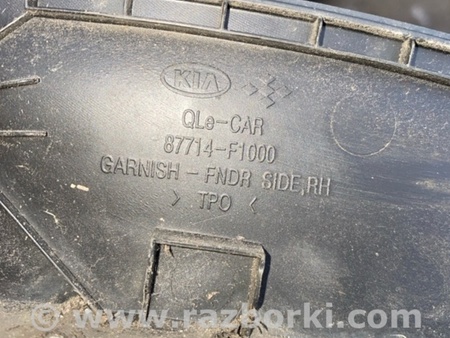 KIA
QLe-CAR
87714-F1000
GARNISH - FNDR SIDE,RH
> TPO <
© www.razborki.com